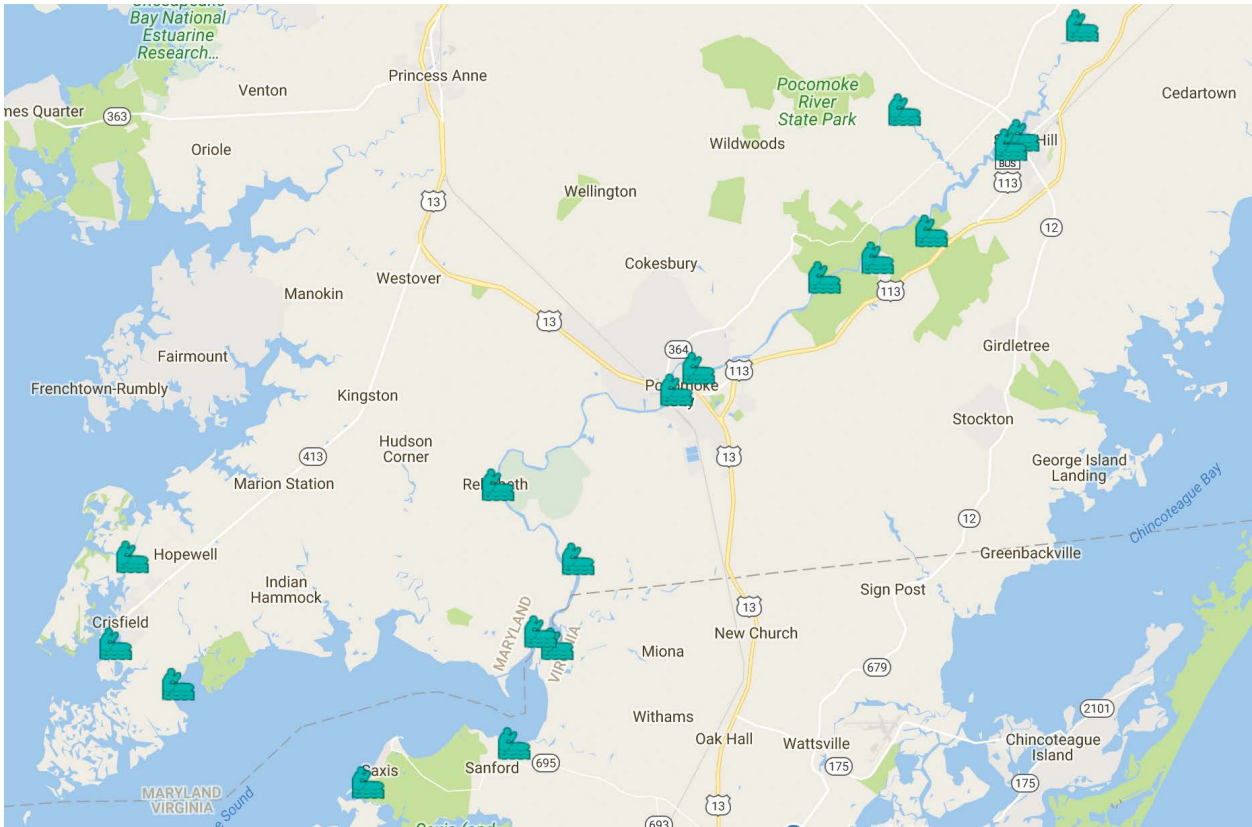 Bay National
Estuarine
Research...
Princess Anne
Venton
mes Quarter
363
Oriole
Pocomoke
River
State Park
Cedartown
Wildwoods
Hill
BUS
113
Wellington
13
12
Cokesbury
Westover
Manokin
113
13
Fairmount
364
113
Girdletree
Frenchtown-Rumbly
Kingston
Pocomoke
Stockton
Hudson
Corner
413
13
George Island
Landing
Marion Station
Chincoteague Bay
12
Hopewell
Greenbackville
Indian
Hammock
Sign Post
Crisfield
MARYLAND
VIRGINIA
13
New Church
Miona
679
Withams
2101
Oak Hall
Wattsville
Chincoteague
Island
Saxis
Sanford
695
175
175
MARYLAND
VIRGINIA
Sound
13
693